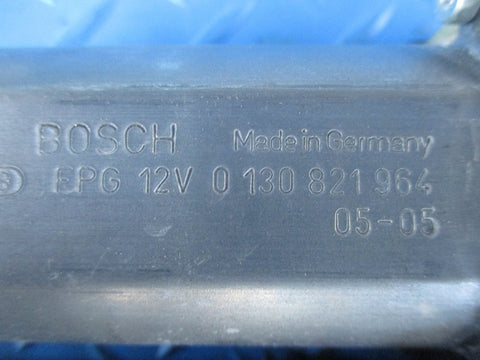 BOSCH Made in Germany
EPG 12V 0 130 821 964
05-05